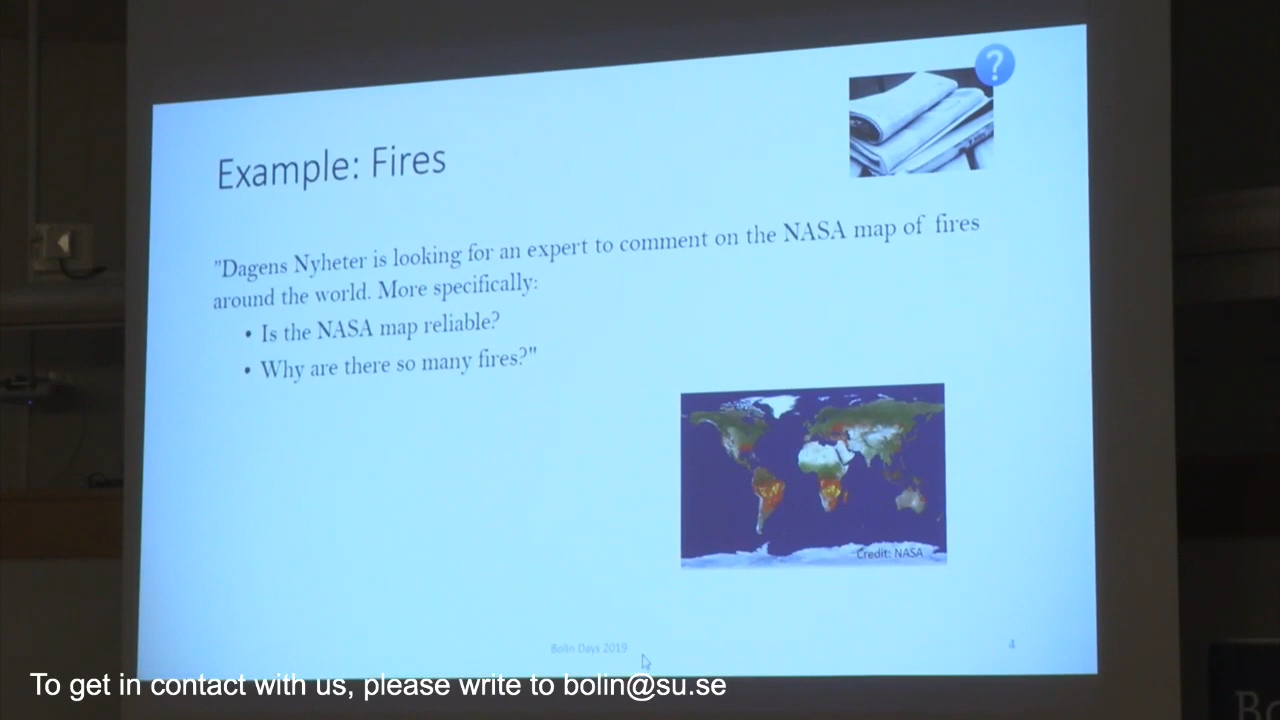 ?
Example: Fires
"Dagens Nyheter is looking for an expert to comment on the NASA map of fires
around the world. More specifically:
• Is the NASA map reliable?
• Why are there so many fires?"
Credit: NASA
Bolin Days 2019
4
To get in contact with us, please write to bolin@su.se